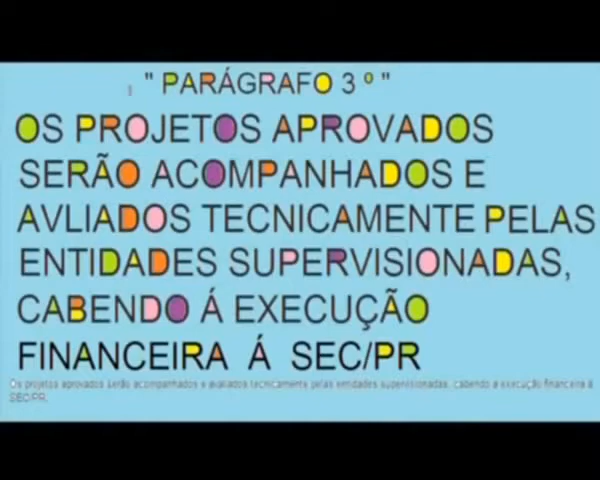 " PARÁGRAFO 3 º "
OS PROJETOS APROVADOS
SERÃO ACOMPANHADOS E
AVLIADOS TECNICAMENTE PELAS
ENTIDADES SUPERVISIONADAS,
CABENDO Á EXECUÇÃO
FINANCEIRA Á SEC/PR
Os projetos aprovados serão acompanhados e avaliados tecnicamente pelas entidades supervisionadas, cabendo à execução financeira à
SEC/PR.